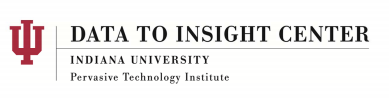 DATA TO INSIGHT CENTER
INDIANA UNIVERSITY
Pervasive Technology Institute